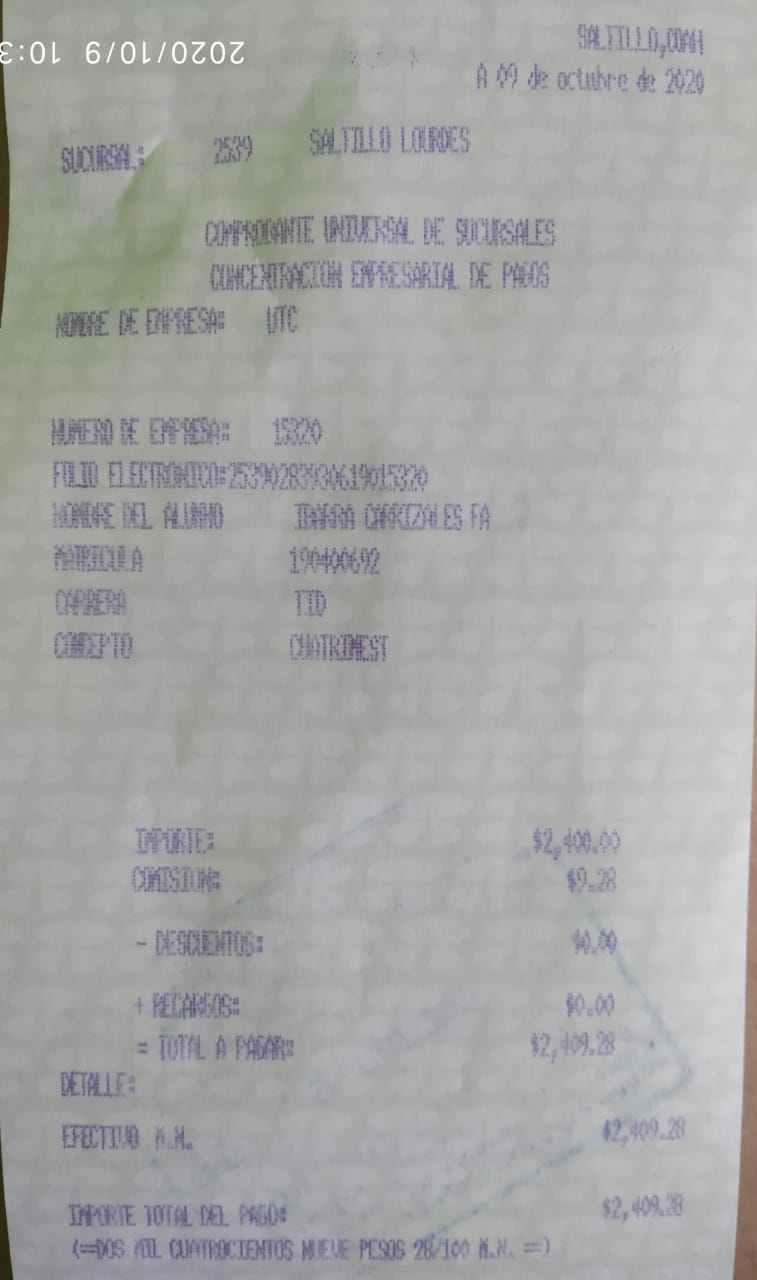 2020/10/9 10:3
SALTILLO,COAH
A 09 de octubre de 2020
SUCURSAL: 2539 SALTILLO LOURDES
COMPROBANTE UNIVERSAL DE SUCURSALES
CONCENTRACION EMPRESARIAL DE PAGOS
NOMBRE DE EMPRESA: UTC
NUMERO DE EMPRESA: 15320
FOLIO ELECTRONICO:25390283930619015320
NOMBRE DEL ALUMNO IBARRA CARRIZALES FA
MATRICULA 190400692
CARRERA TID
CONCEPTO CUATRIMEST
IMPORTE: $2,400.00
COMISION: $9.28
- DESCUENTOS: $0.00
+ RECARGOS: $0.00
= TOTAL A PAGAR: $2,409.28
DETALLE:
EFECTIVO M.N. $2,409.28
IMPORTE TOTAL DEL PAGO: $2,409.28
(==DOS MIL CUATROCIENTOS NUEVE PESOS 28/100 M.N. ==)